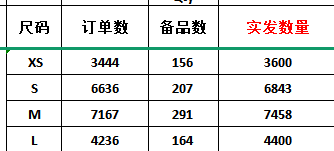 尺码 订单数 备品数 实发数量
XS 3444 156 3600
S 6636 207 6843
M 7167 291 7458
L 4236 164 4400